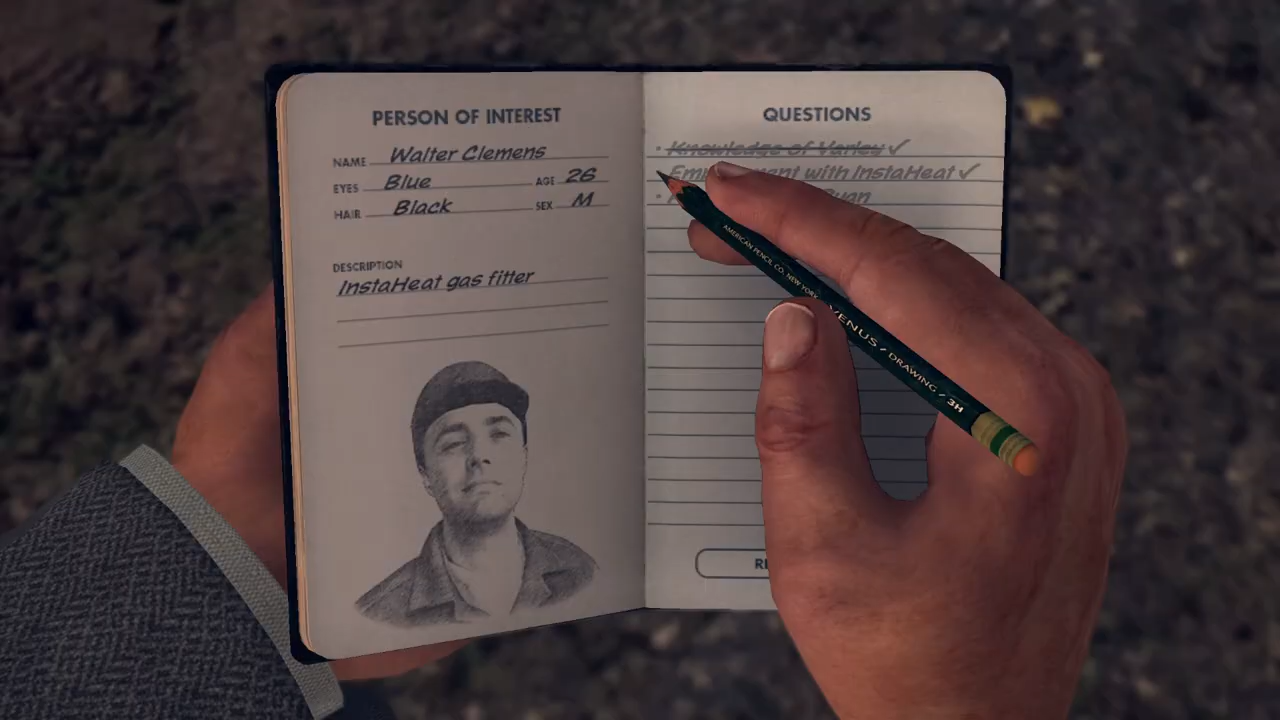 PERSON OF INTEREST
NAME Walter Clemens
EYES Blue AGE 26
HAIR Black SEX M
DESCRIPTION
InstaHeat gas fitter
QUESTIONS
Knowledge of Varley ✓
with InstaHeat ✓
AMERICAN PENCIL CO. NEW YORK VENUS / DRAWING / 3H